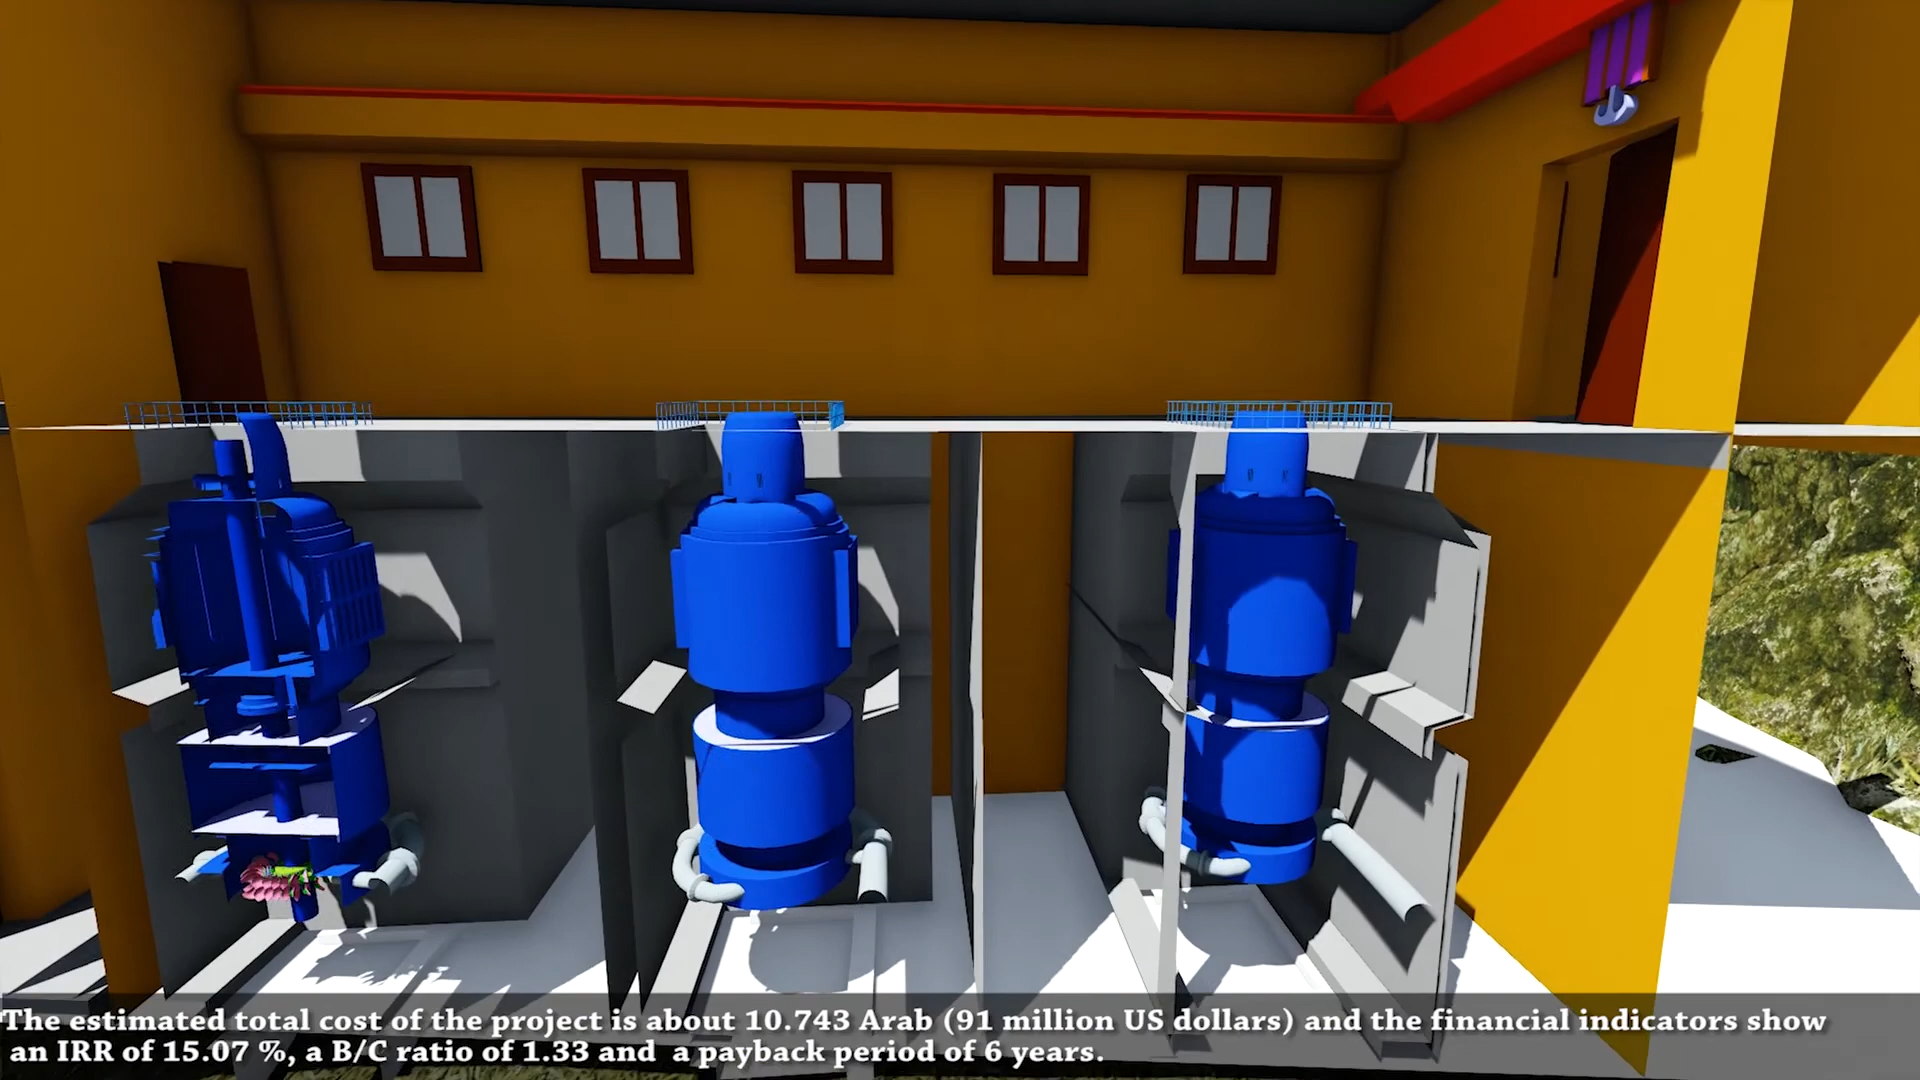 The estimated total cost of the project is about 10.743 Arab (91 million US dollars) and the financial indicators show
an IRR of 15.07 %, a B/C ratio of 1.33 and a payback period of 6 years.